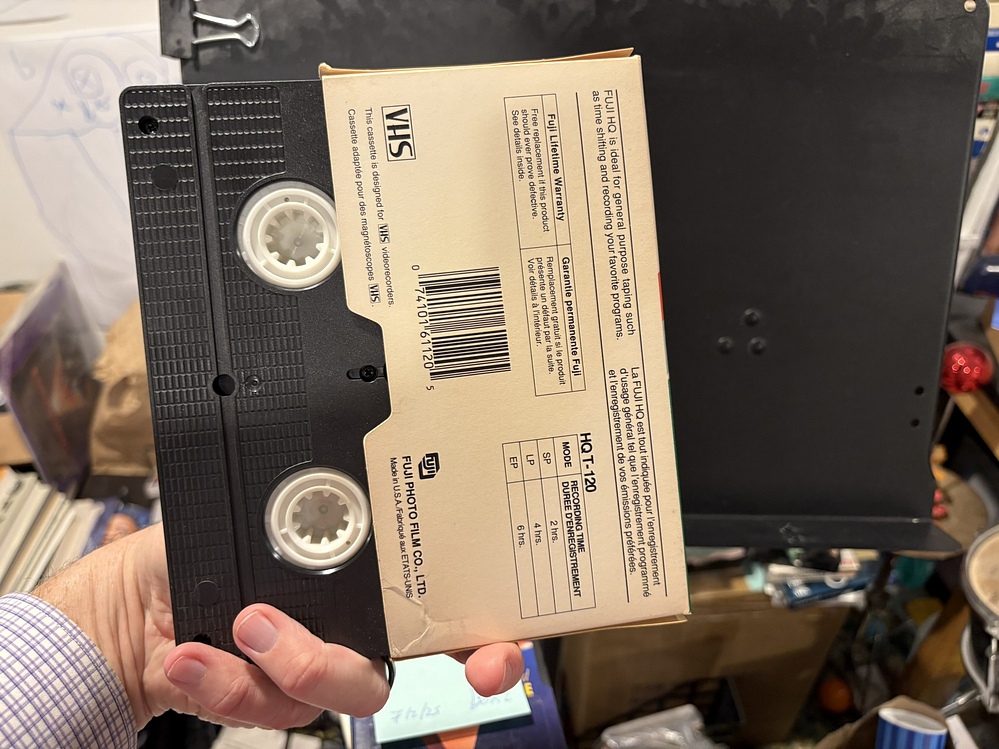 FUJI HQ is ideal for general purpose taping such
as time shifting and recording your favorite programs.
La FUJI HQ est tout indiquée pour l'enregistrement
d'usage général tel que l'enregistrement programmé
et l'enregistrement de vos émissions préférées.
Fuji Lifetime Warranty
Free replacement if this product
should ever prove defective.
See details inside.
Garantie permanente Fuji
Remplacement gratuit si le produit
présente un défaut par la suite.
Voir détails à l'intérieur.
HQ T-120
MODE
RECORDING TIME
DURÉE D'ENREGISTREMENT
SP 2 hrs.
LP 4 hrs.
EP 6 hrs.
0 74101 61120 5
VHS
This cassette is designed for VHS videorecorders.
Cassette adaptée pour des magnétoscopes VHS.
FUJI
FUJI PHOTO FILM CO., LTD.
Made in U.S.A./Fabriqué aux ETATS-UNIS